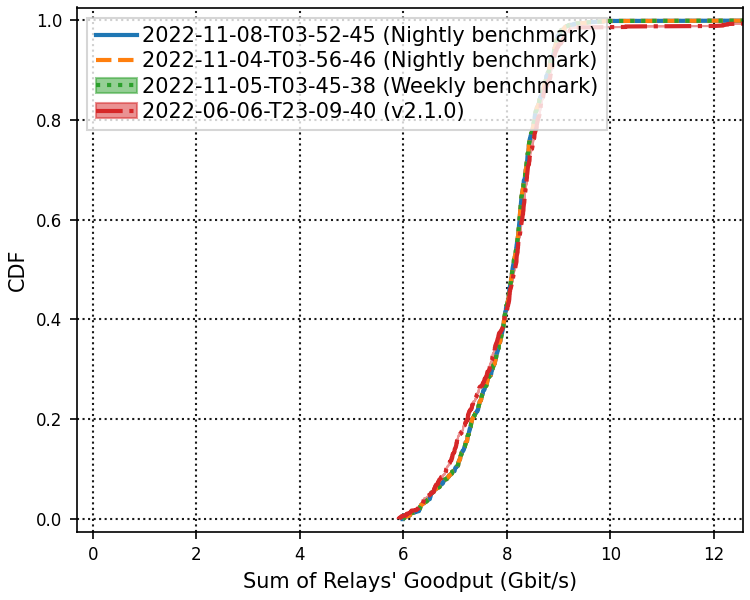 1.0
0.8
0.6
0.4
0.2
0.0
CDF
2022-11-08-T03-52-45 (Nightly benchmark)
2022-11-04-T03-56-46 (Nightly benchmark)
2022-11-05-T03-45-38 (Weekly benchmark)
2022-06-06-T23-09-40 (v2.1.0)
0 2 4 6 8 10 12
Sum of Relays' Goodput (Gbit/s)